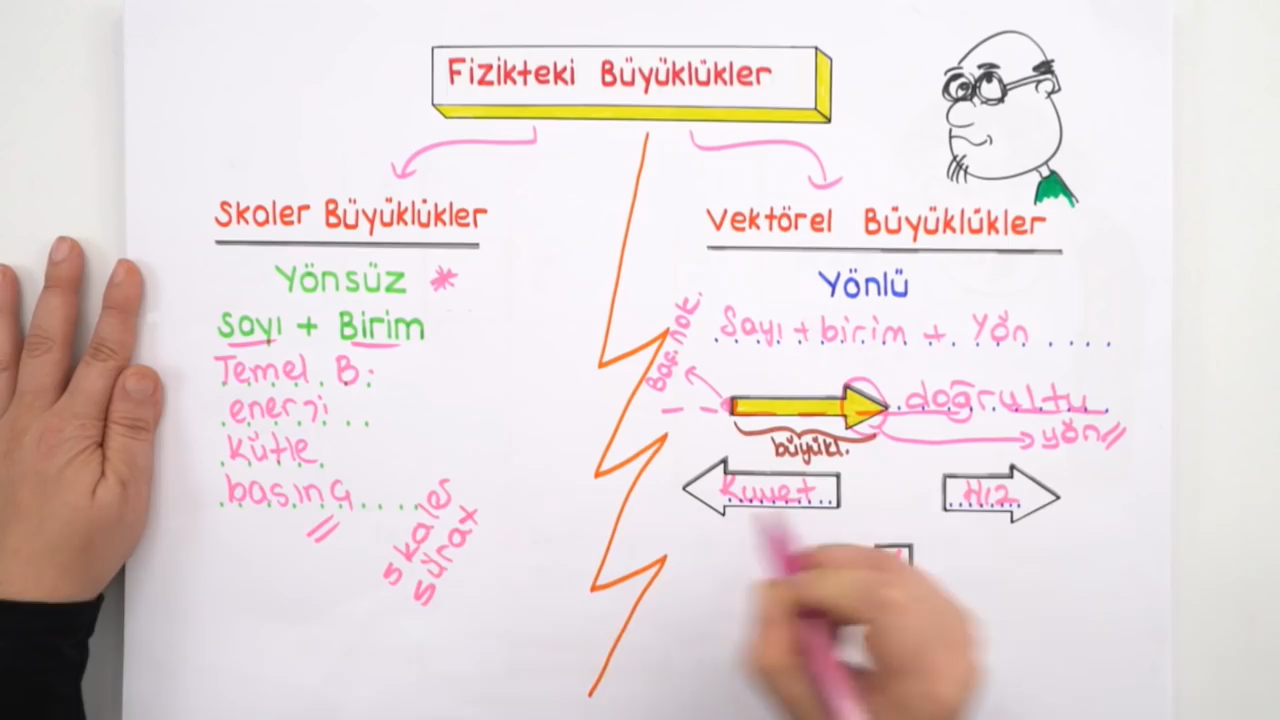 Fizikteki Büyüklükler
Skaler Büyüklükler
Yönsüz *
Sayı + Birim
Temel B.
enerji
kütle
basınç
skaler
sürat
Vektörel Büyüklükler
Yönlü
Sayı + birim + Yön
Baş. nok.
doğrultu
yön
büyükl.
Kuvvet
Hız